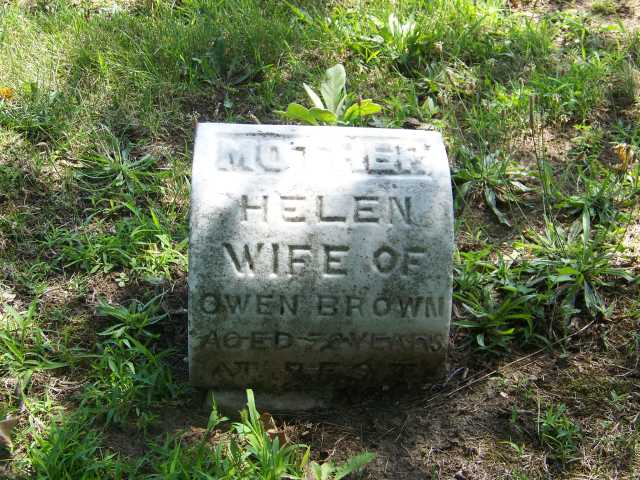 MOTHER
HELEN
WIFE OF
OWEN BROWN
AGED YEARS
AT REST